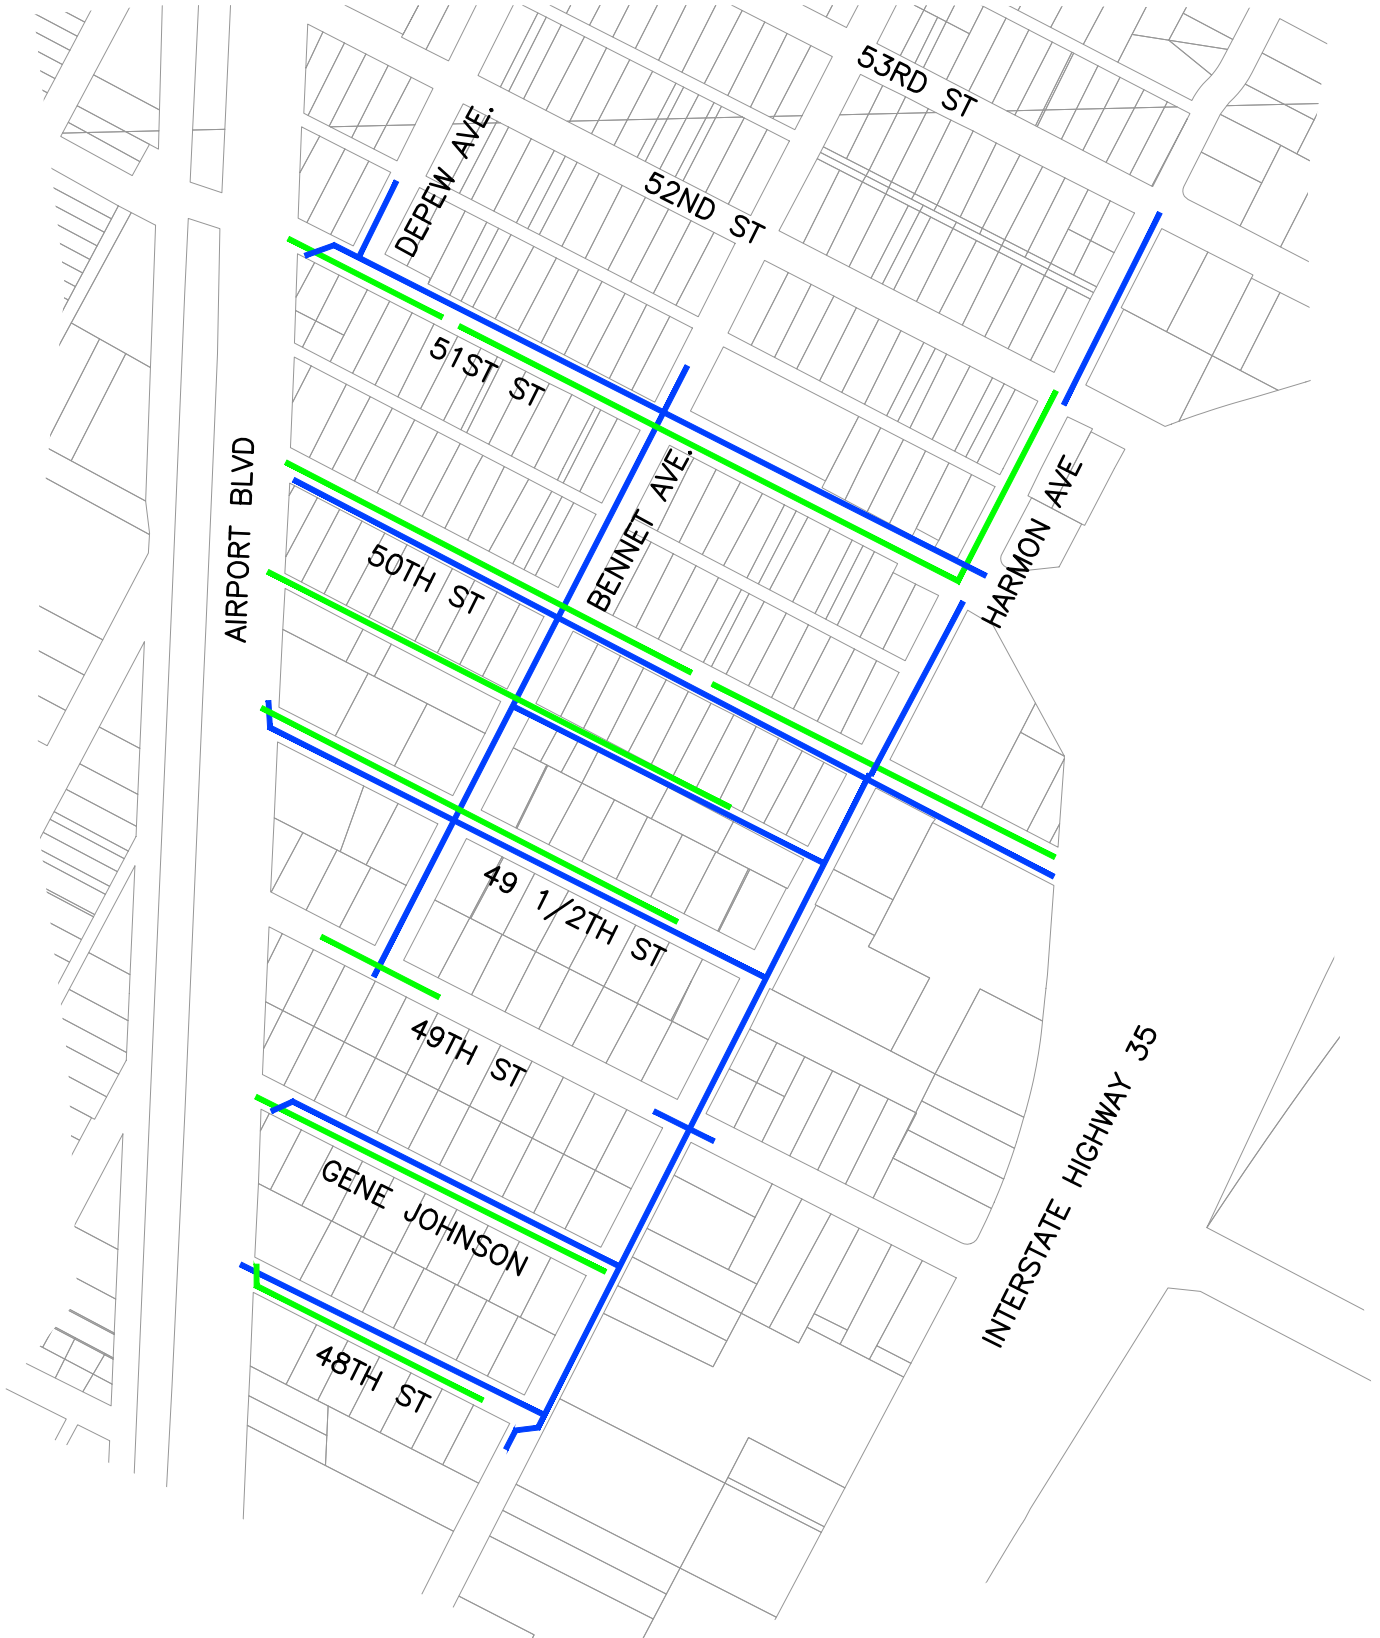 53RD ST
DEPEW AVE.
52ND ST
51ST ST
AIRPORT BLVD
BENNET AVE.
HARMON AVE
50TH ST
49 1/2TH ST
49TH ST
INTERSTATE HIGHWAY 35
GENE JOHNSON
48TH ST